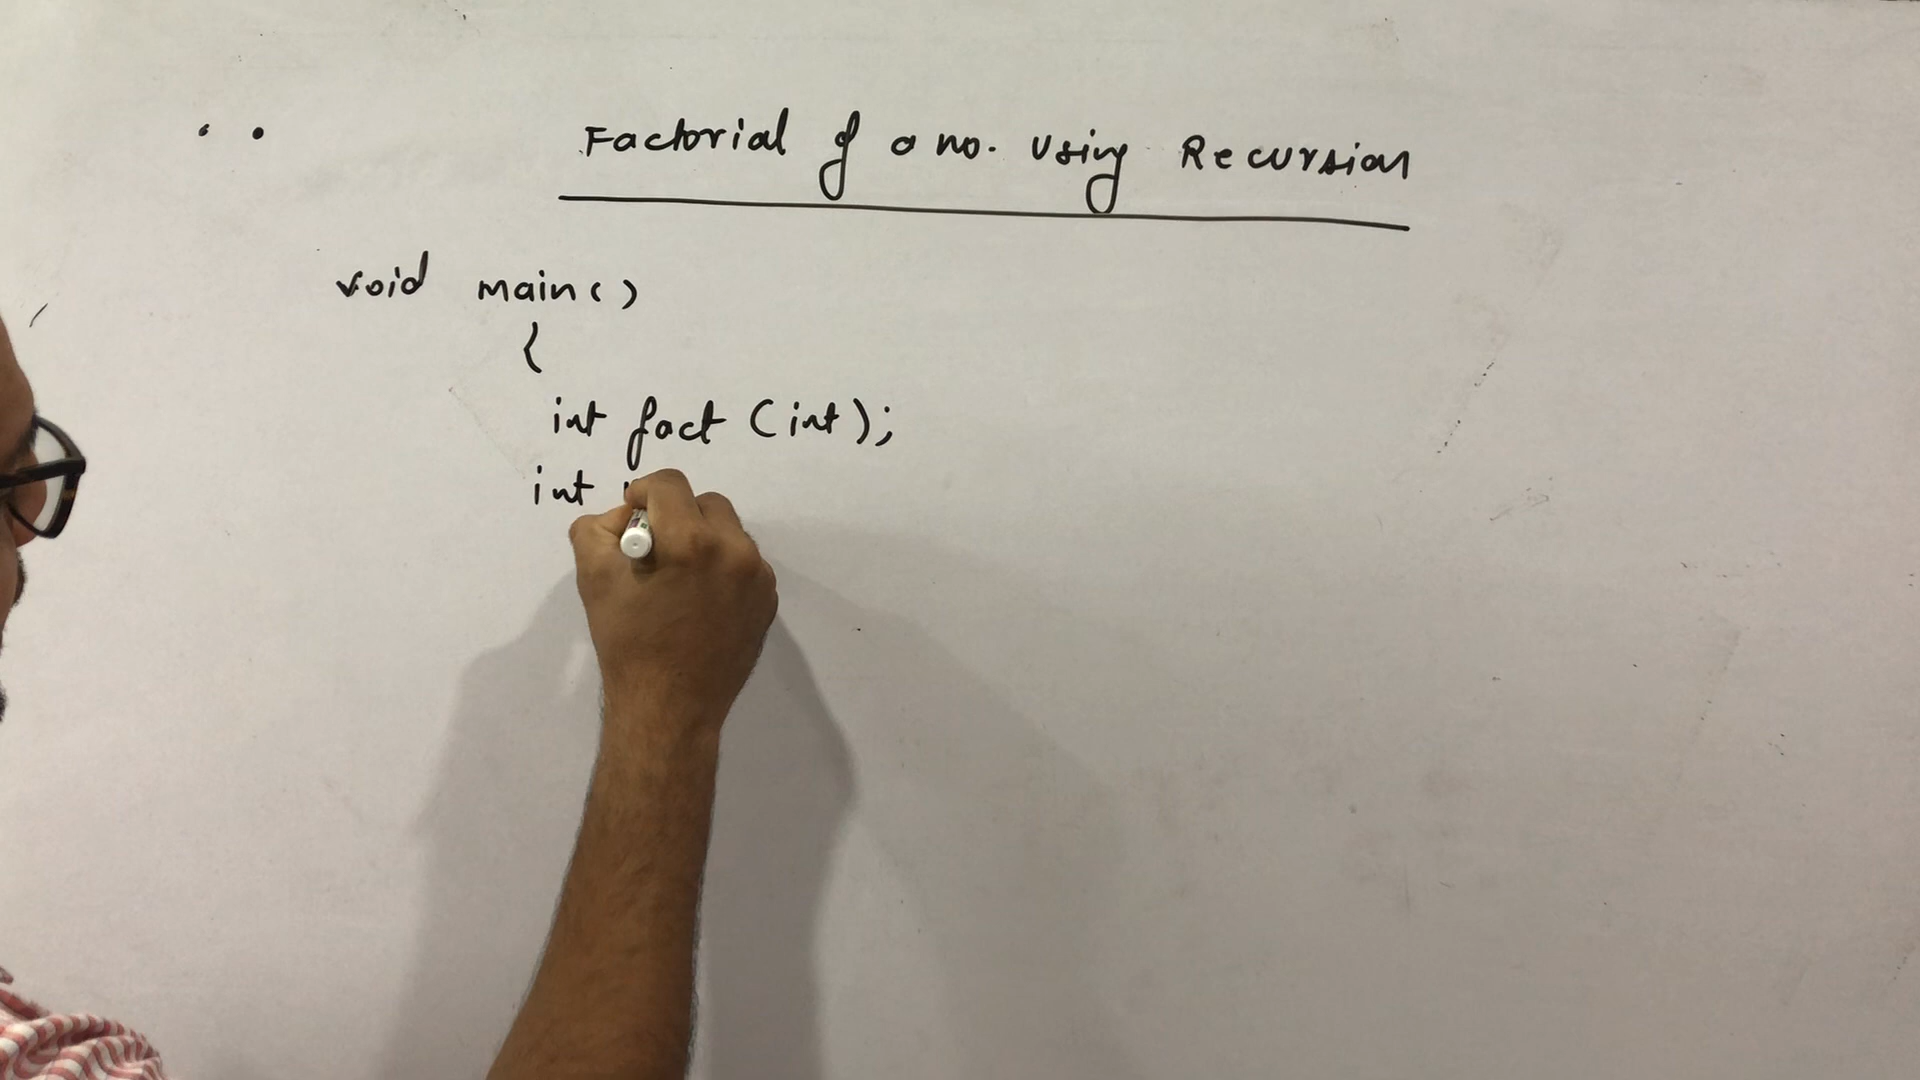 Factorial of a no. Using Recursion
void main()
{
int fact (int);
int